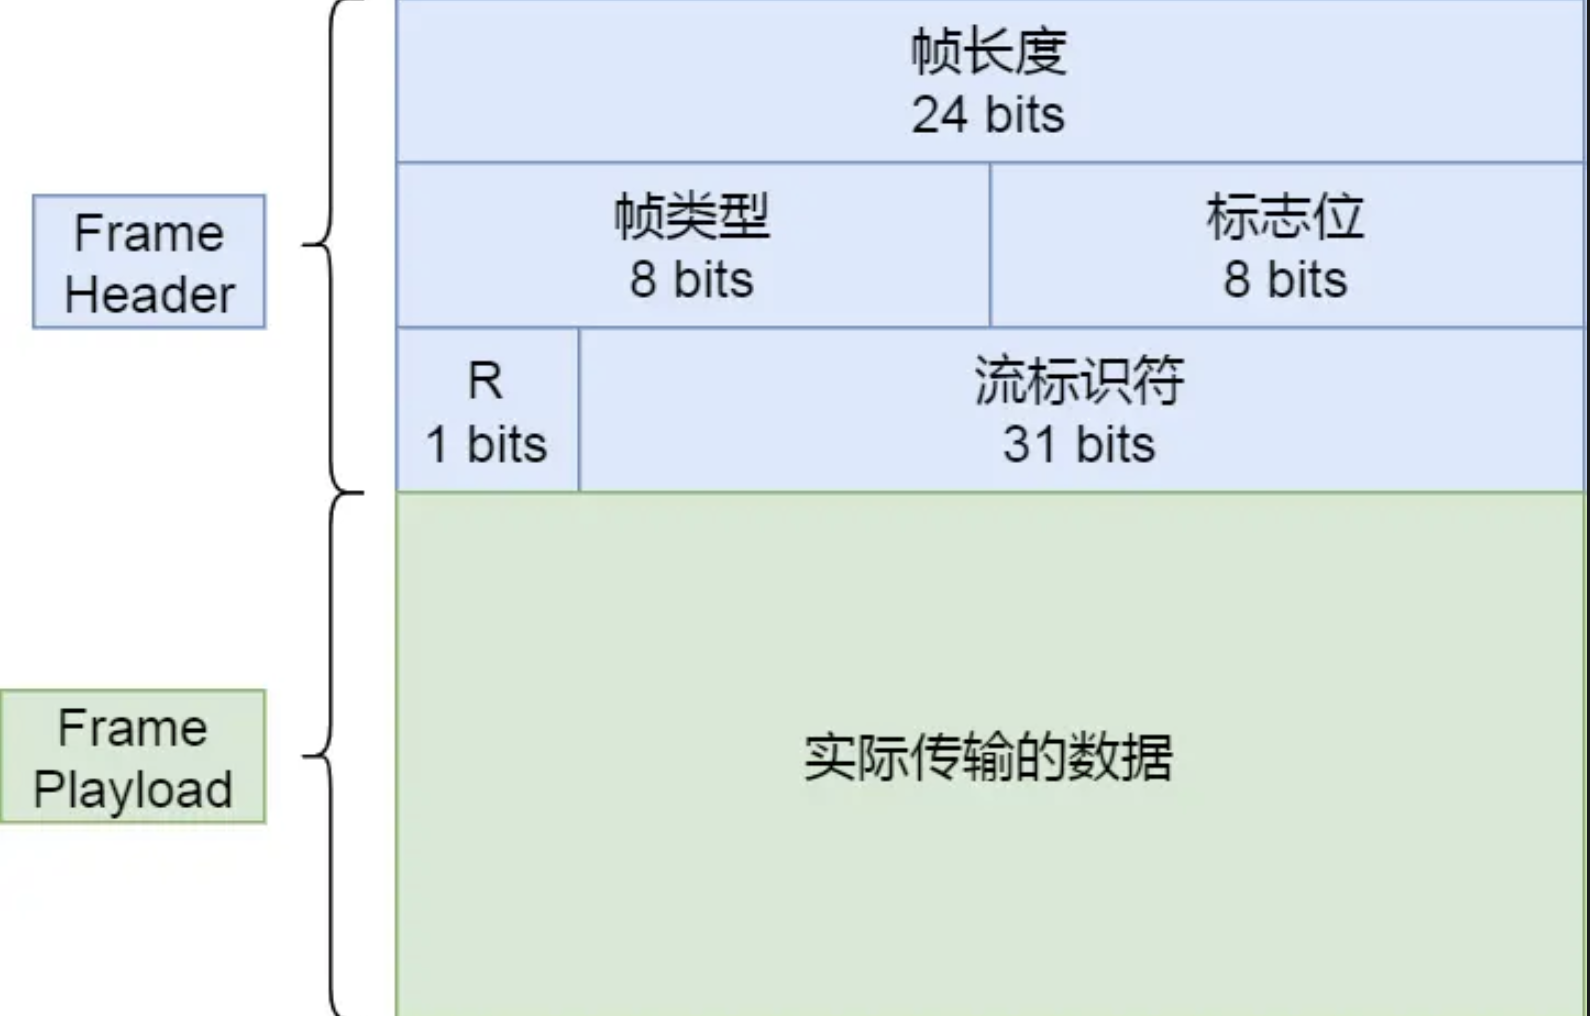 帧长度
24 bits
帧类型
8 bits
标志位
8 bits
Frame
Header
R
1 bits
流标识符
31 bits
Frame
Playload
实际传输的数据